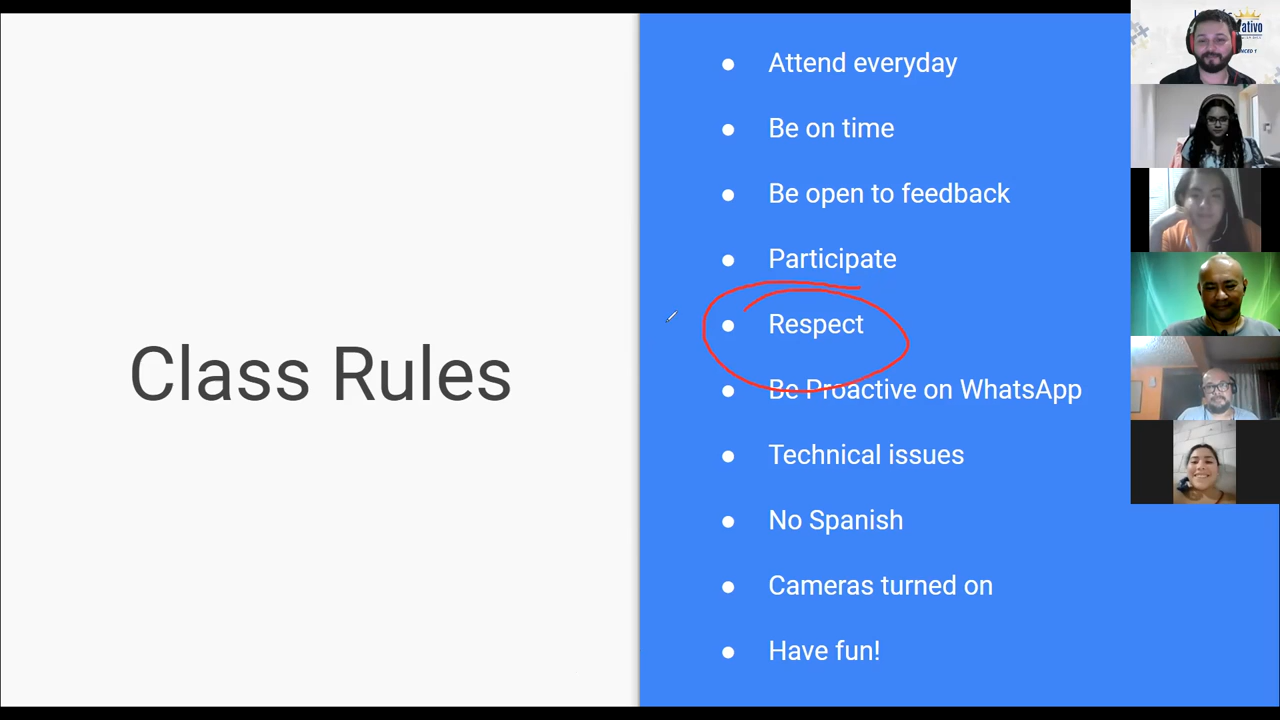 Class Rules
Attend everyday
Be on time
Be open to feedback
Participate
Respect
Be Proactive on WhatsApp
Technical issues
No Spanish
Cameras turned on
Have fun!